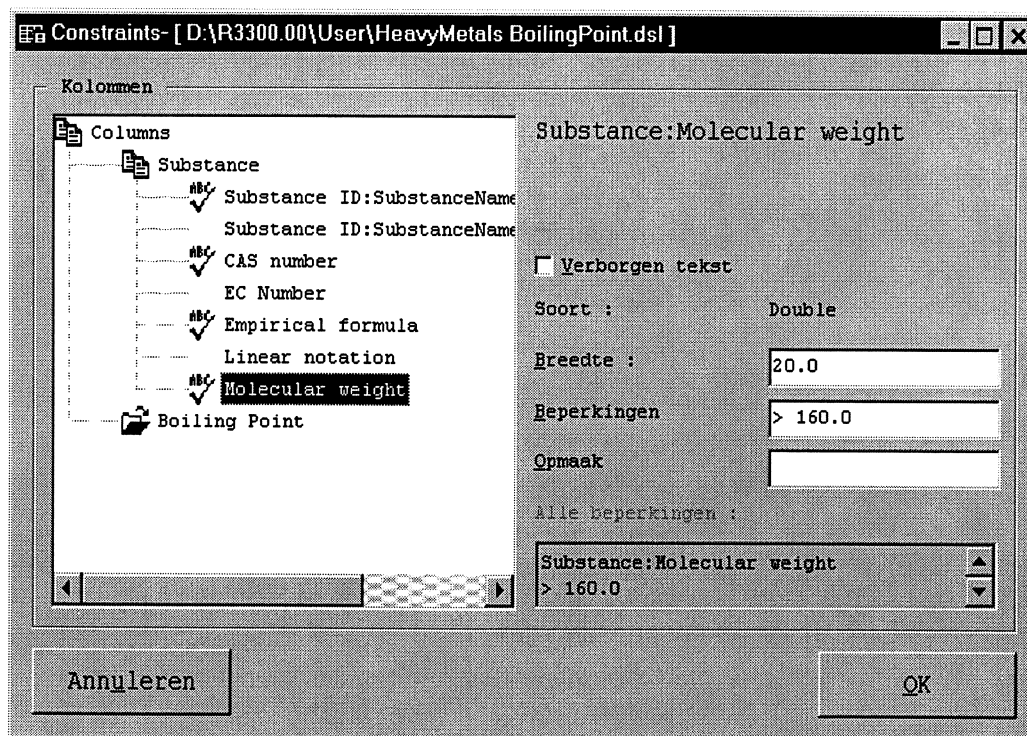 Constraints- [ D:\R3300.00\User\HeavyMetals BoilingPoint.dsl ]
Kolommen
Columns
Substance
Substance ID:SubstanceName
Substance ID:SubstanceName
CAS number
EC Number
Empirical formula
Linear notation
Molecular weight
Boiling Point
Substance:Molecular weight
Verborgen tekst
Soort : Double
Breedte : 20.0
Beperkingen > 160.0
Opmaak
Alle beperkingen :
Substance:Molecular weight
> 160.0
Annuleren
OK